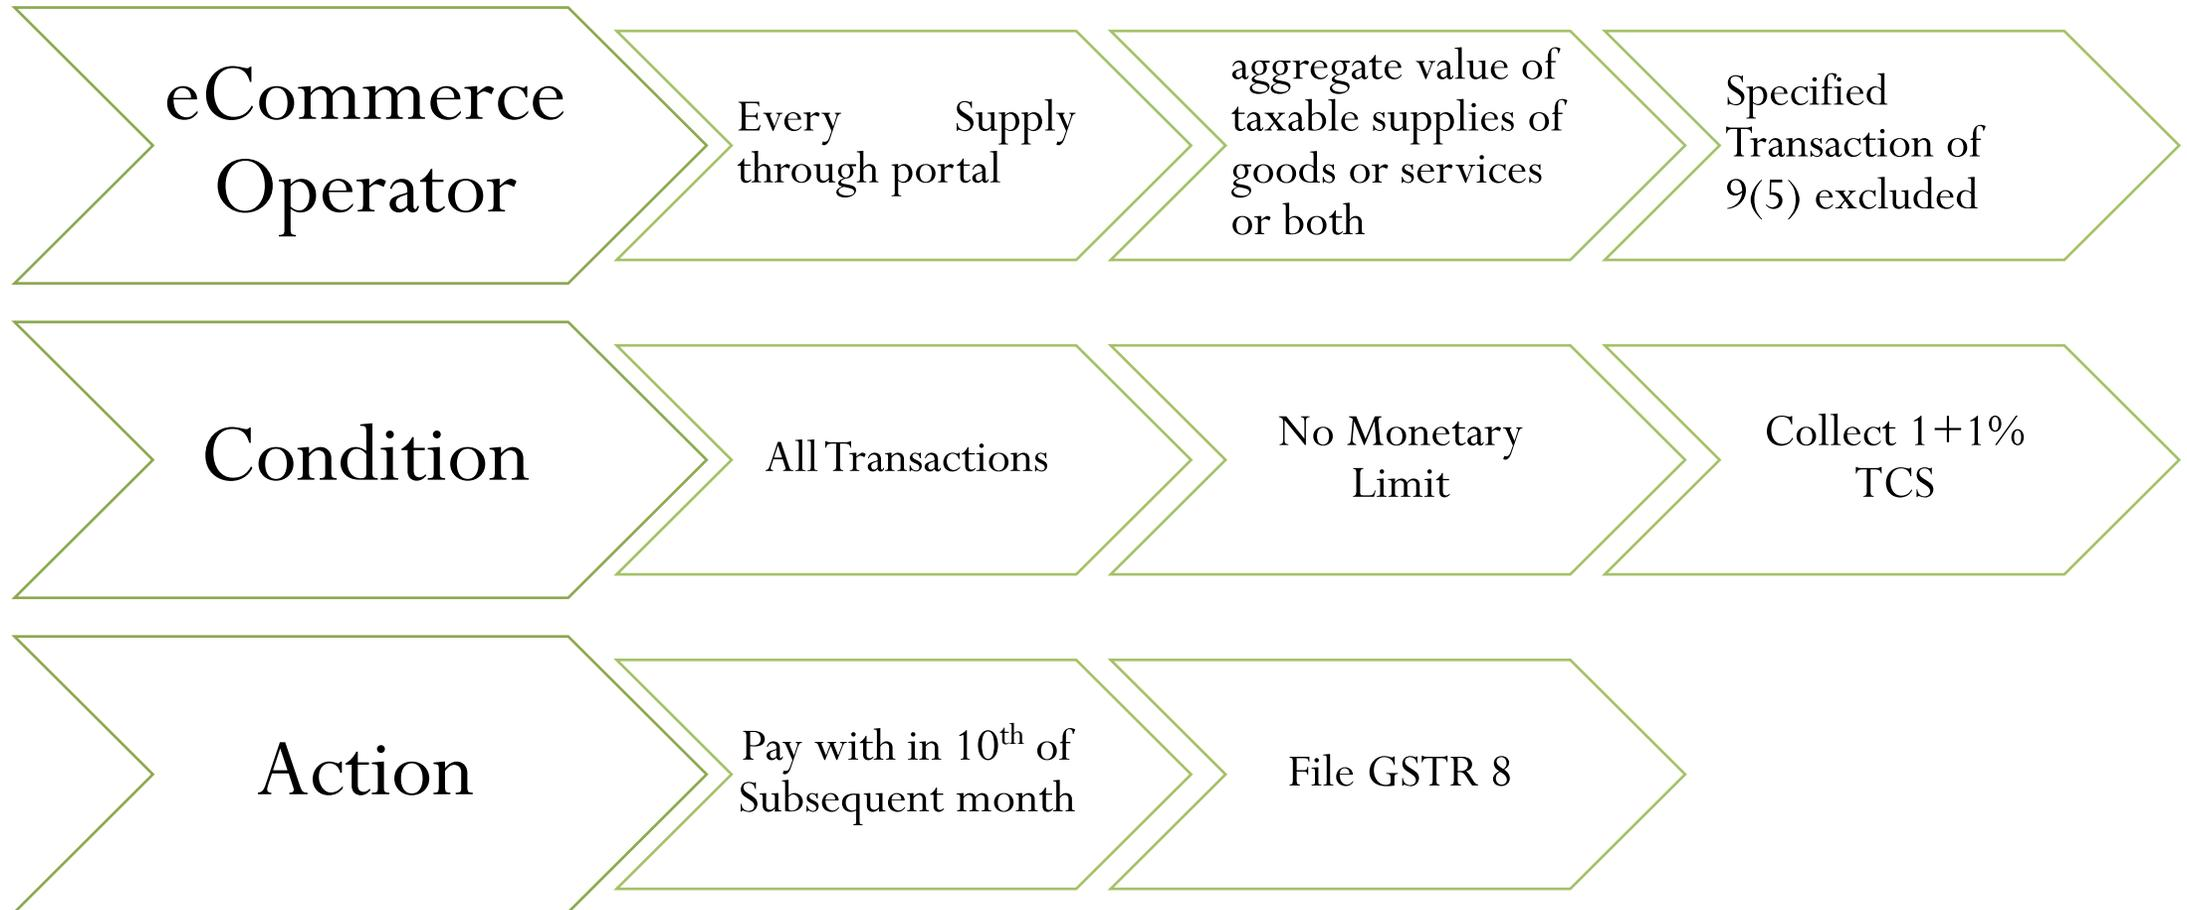 eCommerce
Operator
Every Supply
through portal
aggregate value of
taxable supplies of
goods or services
or both
Specified
Transaction of
9(5) excluded
Condition
All Transactions
No Monetary
Limit
Collect 1+1%
TCS
Action
Pay with in 10th of
Subsequent month
File GSTR 8